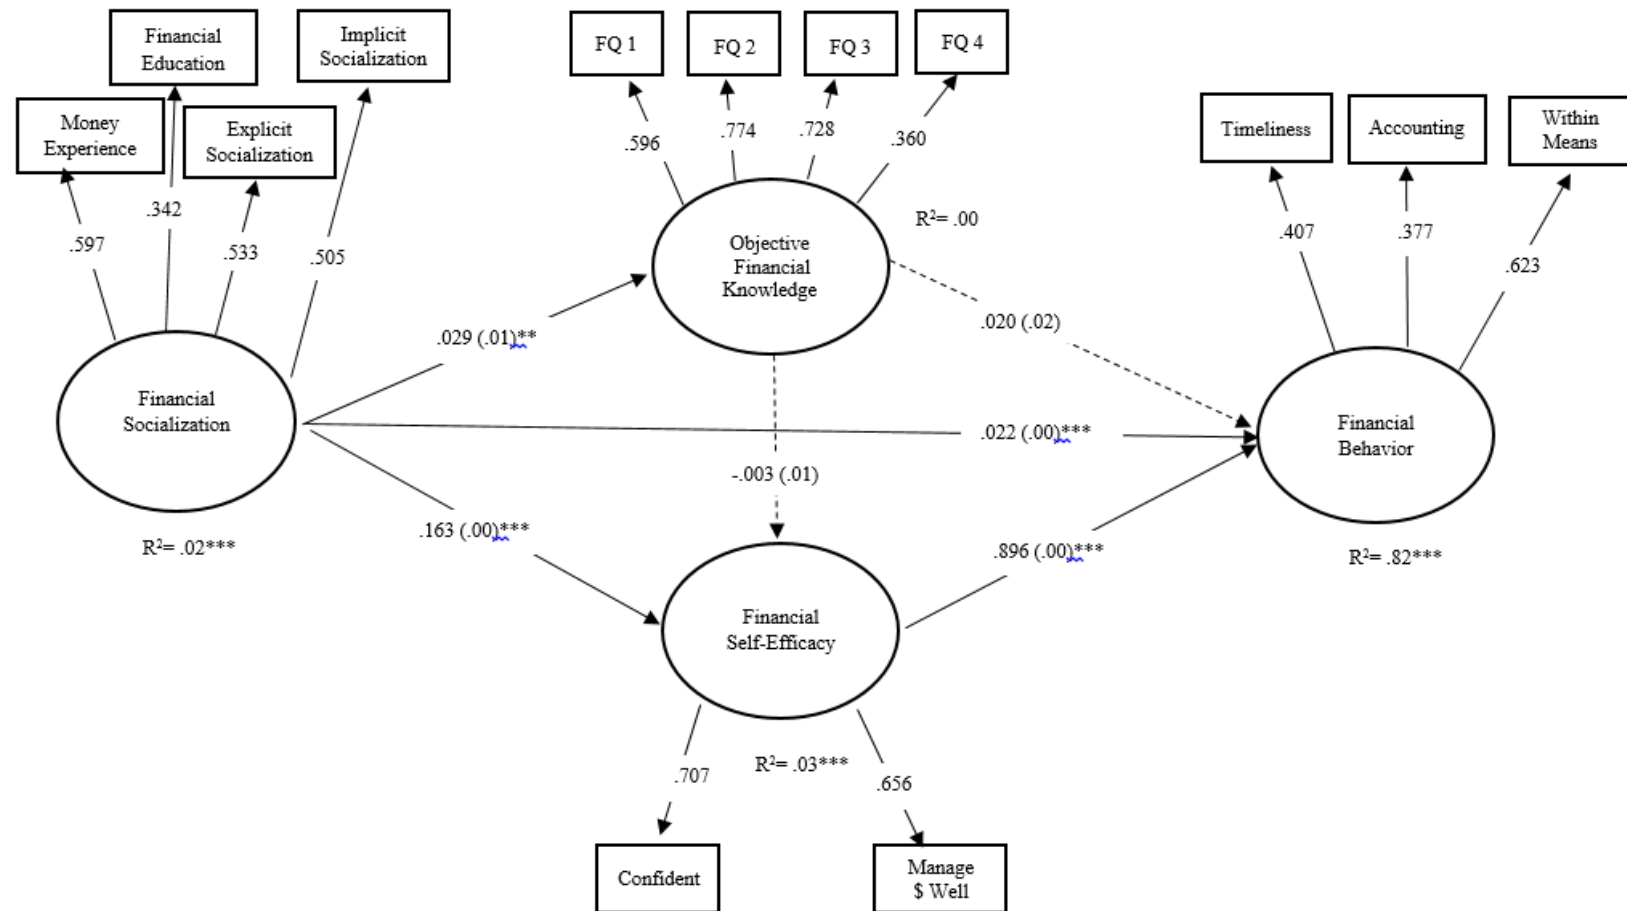 Financial
Education
Implicit
Socialization
Money
Experience
Explicit
Socialization
.597
.342
.533
.505
Financial
Socialization
R²= .02***
FQ 1
FQ 2
FQ 3
FQ 4
.596
.774
.728
.360
Objective
Financial
Knowledge
R²= .00
.029 (.01)**
.020 (.02)
.022 (.00)***
-.003 (.01)
.163 (.00)***
.896 (.00)***
Financial
Self-Efficacy
R²= .03***
.707
.656
Confident
Manage
$ Well
Timeliness
Accounting
Within
Means
.407
.377
.623
Financial
Behavior
R²= .82***